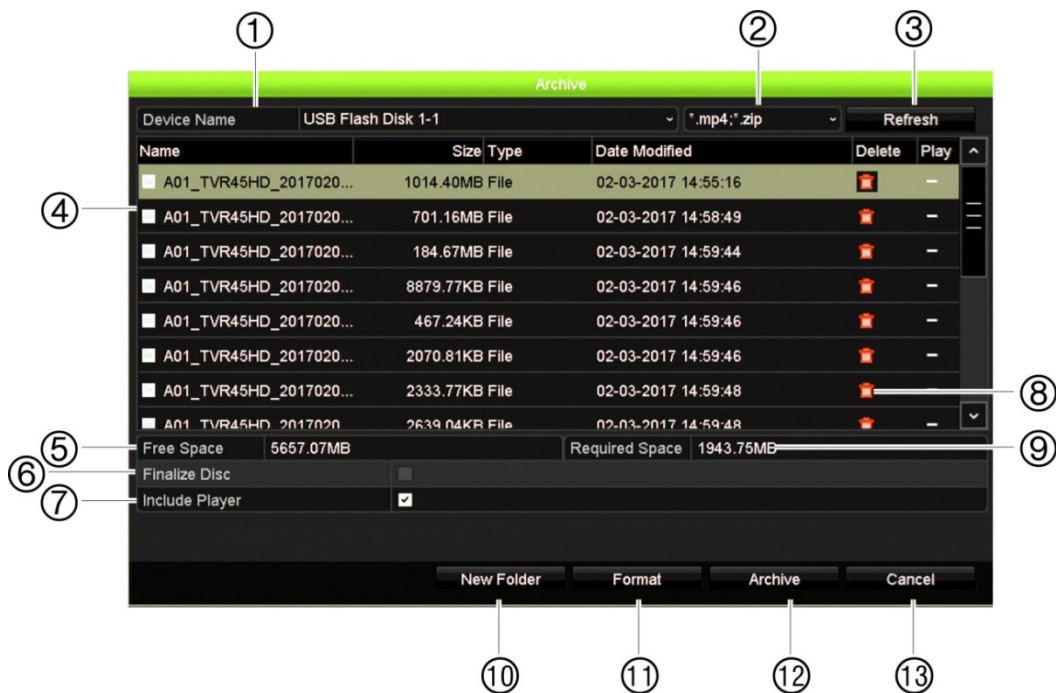 ① ② ③
Archive
Device Name USB Flash Disk 1-1 *.mp4;*.zip Refresh
Name Size Type Date Modified Delete Play
A01_TVR45HD_2017020... 1014.40MB File 02-03-2017 14:55:16
④ A01_TVR45HD_2017020... 701.16MB File 02-03-2017 14:58:49
A01_TVR45HD_2017020... 184.67MB File 02-03-2017 14:59:44
A01_TVR45HD_2017020... 8879.77KB File 02-03-2017 14:59:46
A01_TVR45HD_2017020... 467.24KB File 02-03-2017 14:59:46
A01_TVR45HD_2017020... 2070.81KB File 02-03-2017 14:59:46
A01_TVR45HD_2017020... 2333.77KB File 02-03-2017 14:59:48 ⑧
A01_TVR45HD_2017020... 2639.04KB File 02-03-2017 14:59:48
⑤ Free Space 5657.07MB Required Space 1943.75MB ⑨
⑥ Finalize Disc
⑦ Include Player
New Folder Format Archive Cancel
⑩ ⑪ ⑫ ⑬